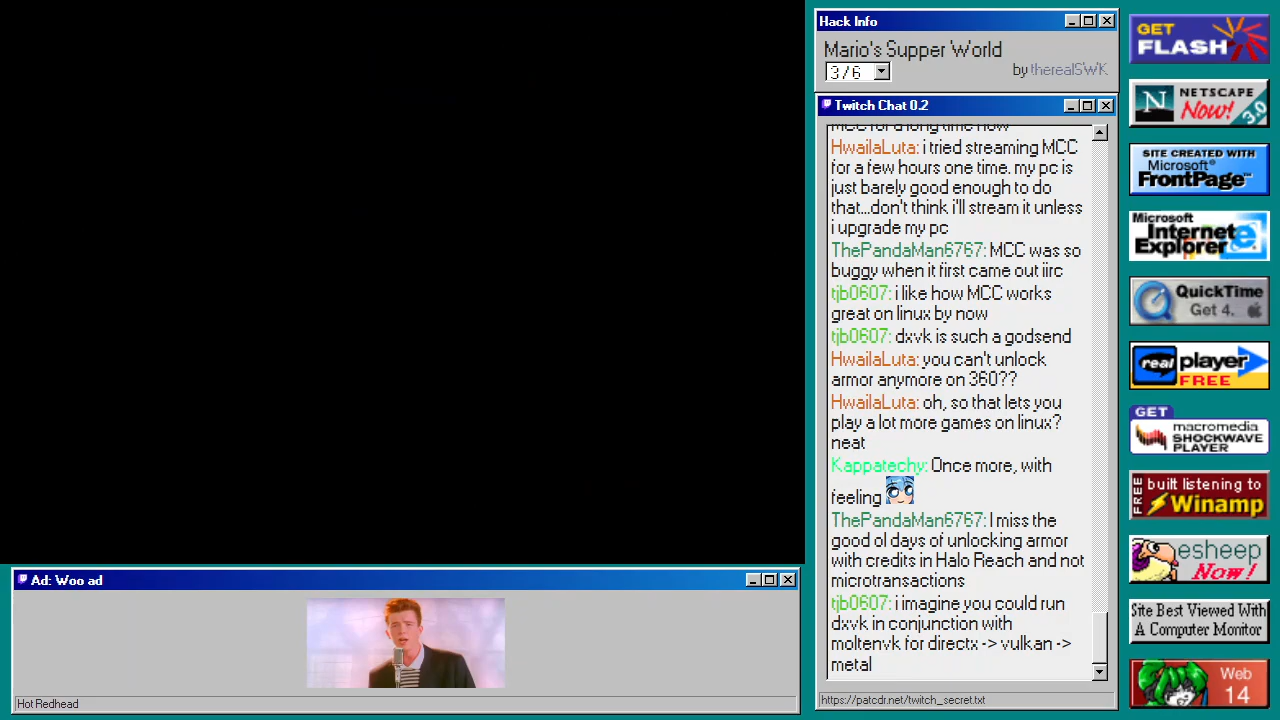 Hack Info
Mario's Supper World
3/6
by therealSWK
Twitch Chat 0.2
MCC for a long time now
HwailaLuta: i tried streaming MCC
for a few hours one time. my pc is
just barely good enough to do
that...don't think i'll stream it unless
i upgrade my pc
ThePandaMan6767: MCC was so
buggy when it first came out iirc
tjb0607: i like how MCC works
great on linux by now
tjb0607: dxvk is such a godsend
HwailaLuta: you can't unlock
armor anymore on 360??
HwailaLuta: oh, so that lets you
play a lot more games on linux?
neat
Kappatechy: Once more, with
feeling
ThePandaMan6767: I miss the
good ol days of unlocking armor
with credits in Halo Reach and not
microtransactions
tjb0607: i imagine you could run
dxvk in conjunction with
moltenvk for directx -> vulkan ->
metal
https://patcdr.net/twitch_secret.txt
Ad: Woo ad
Hot Redhead
GET
FLASH
N
NETSCAPE
Now! 3.0
SITE CREATED WITH
Microsoft
FrontPage™
Microsoft
Internet
Explorer
QuickTime
Get 4.
real player
FREE
GET
macromedia
SHOCKWAVE
PLAYER
FREE
built listening to
Winamp
esheep
Now!
Site Best Viewed With
A Computer Monitor
Web
14